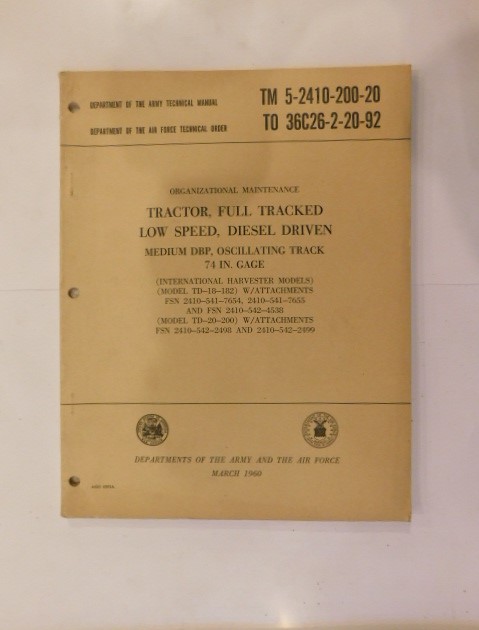 DEPARTMENT OF THE ARMY TECHNICAL MANUAL
TM 5-2410-200-20
DEPARTMENT OF THE AIR FORCE TECHNICAL ORDER
TO 36C26-2-20-92
ORGANIZATIONAL MAINTENANCE
TRACTOR, FULL TRACKED
LOW SPEED, DIESEL DRIVEN
MEDIUM DBP, OSCILLATING TRACK
74 IN. GAGE
(INTERNATIONAL HARVESTER MODELS)
(MODEL TD-18-182) W/ATTACHMENTS
FSN 2410-541-7654, 2410-541-7655
AND FSN 2410-542-4538
(MODEL TD-20-200) W/ATTACHMENTS
FSN 2410-542-2498 AND 2410-542-2499
DEPARTMENTS OF THE ARMY AND THE AIR FORCE
MARCH 1960